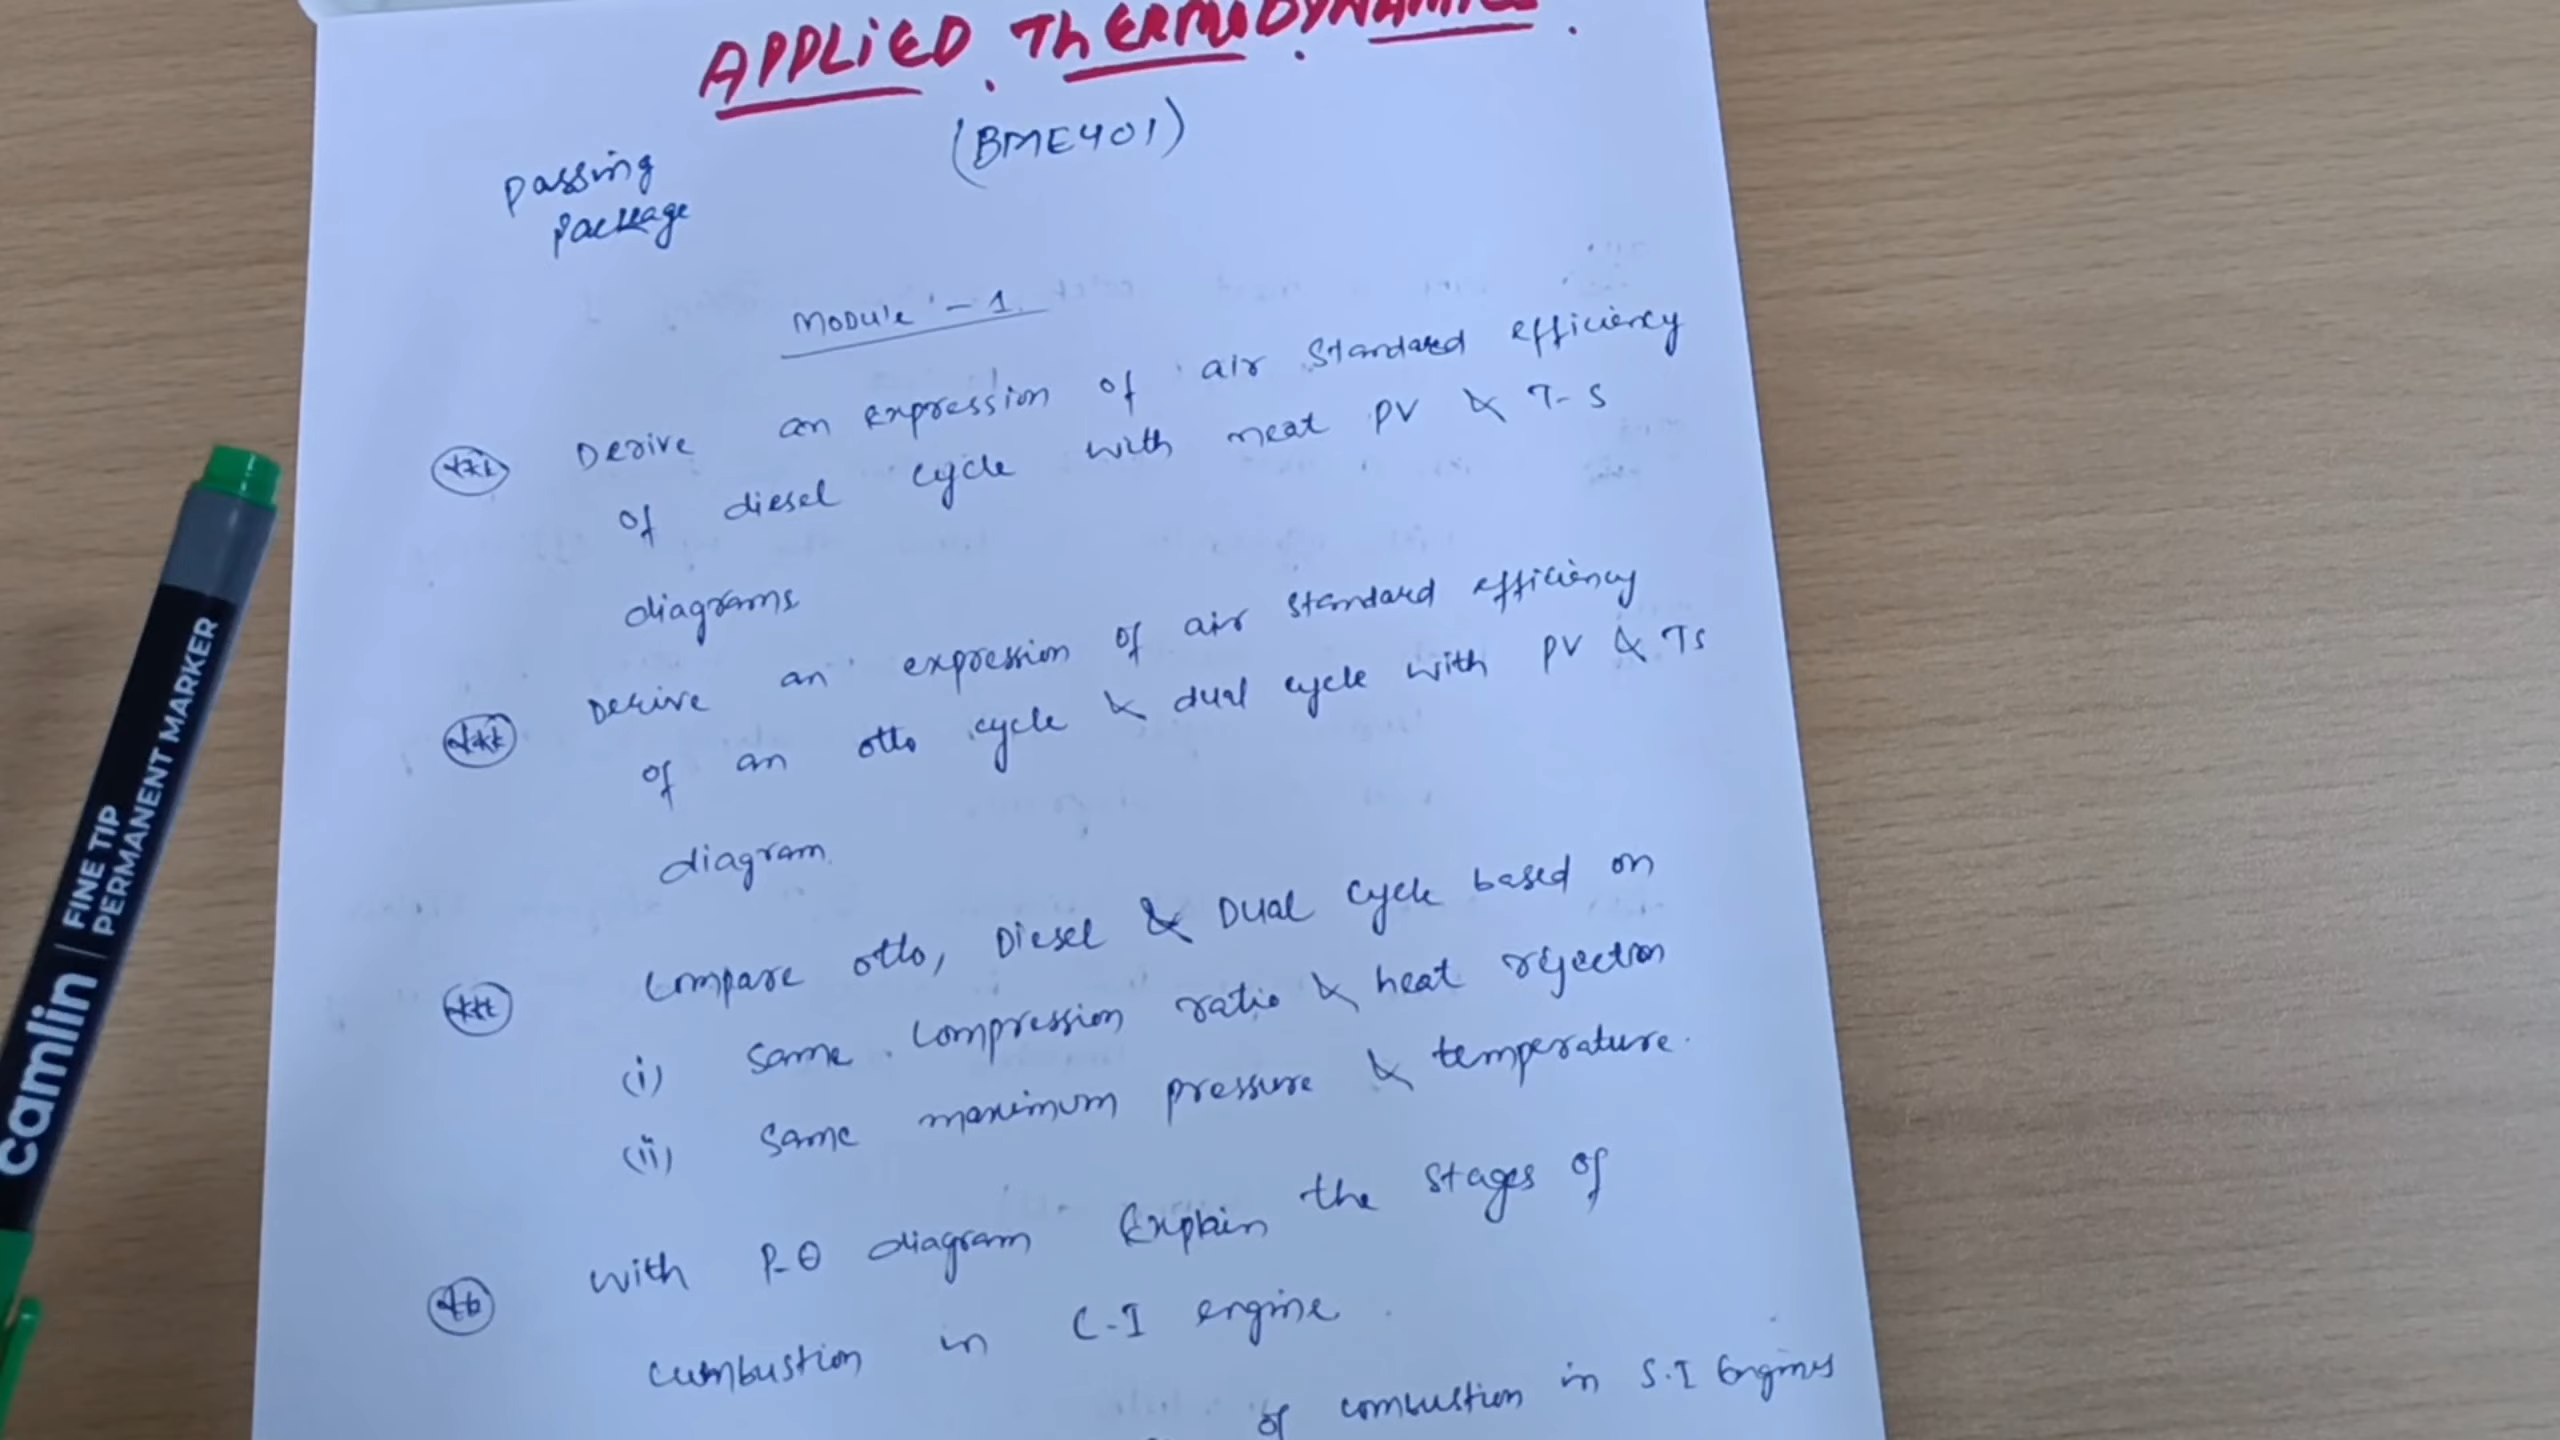 APPLIED THERMODYNAMICS
(BME401)
Passing
Package
Module - 1
Derive an expression of air standard efficiency
of diesel cycle with neat PV & T-S
diagrams
Derive an expression of air standard efficiency
of an otto cycle & dual cycle with PV & TS
diagram
Compare otto, Diesel & Dual cycle based on
(i) same compression ratio & heat rejection
(ii) same maximum pressure & temperature.
with P-θ diagram Explain the stages of
cumbustion in C-I engine
of combustion in S.I Engines
camlin
FINE TIP
PERMANENT MARKER